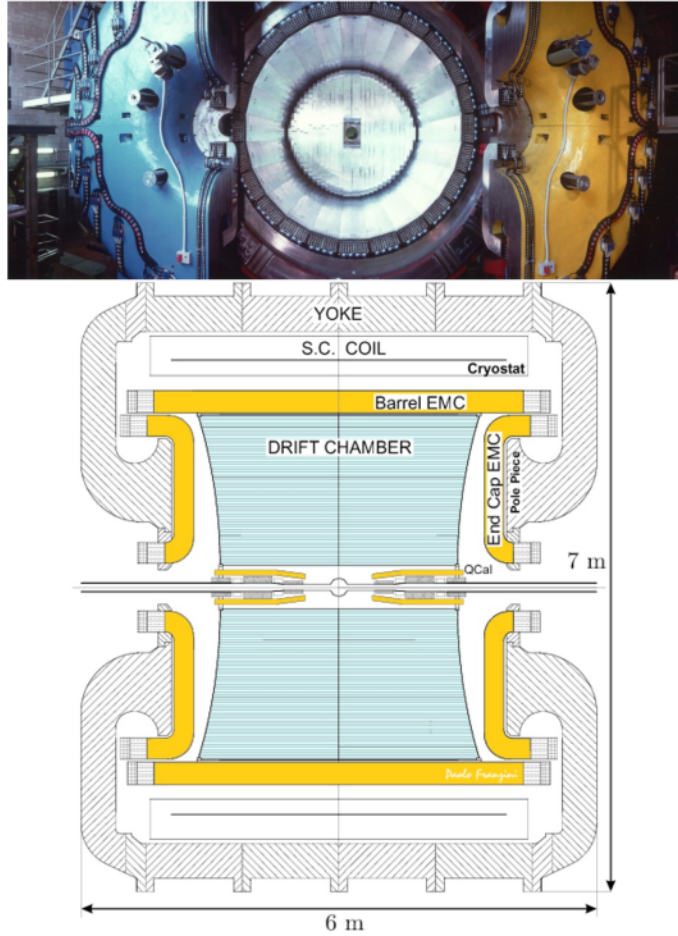 YOKE
S.C. COIL
Cryostat
Barrel EMC
DRIFT CHAMBER
End Cap EMC
Pole Piece
QCal
7 m
Paolo Franzini
6 m